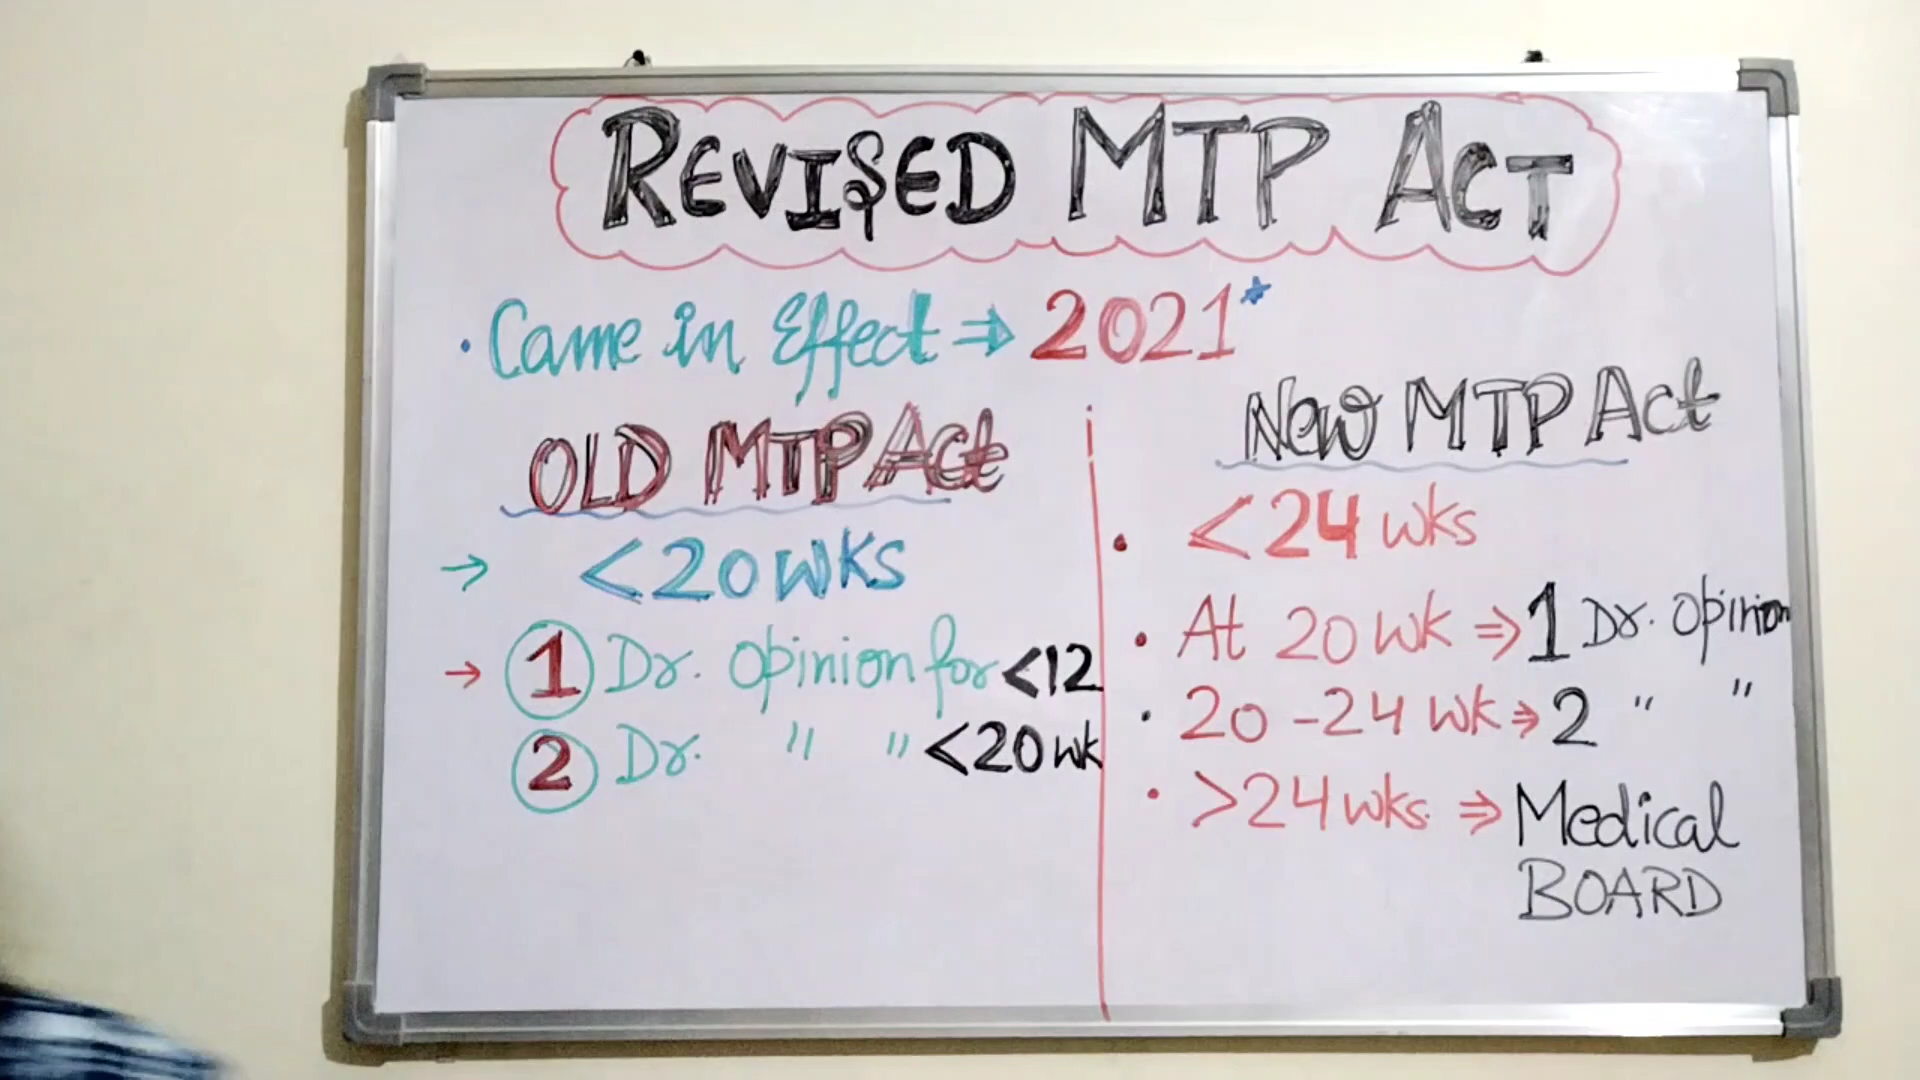 REVISED MTP ACT
• Came in Effect ⇒ 2021*
OLD MTP Act
→ <20 wks
→ 1 Dr. Opinion for <12
2 Dr. " " <20 wk
New MTP Act
• <24 wks
• At 20 wk ⇒ 1 Dr. Opinion
• 20-24 wk ⇒ 2 " "
• >24 wks. ⇒ Medical
BOARD